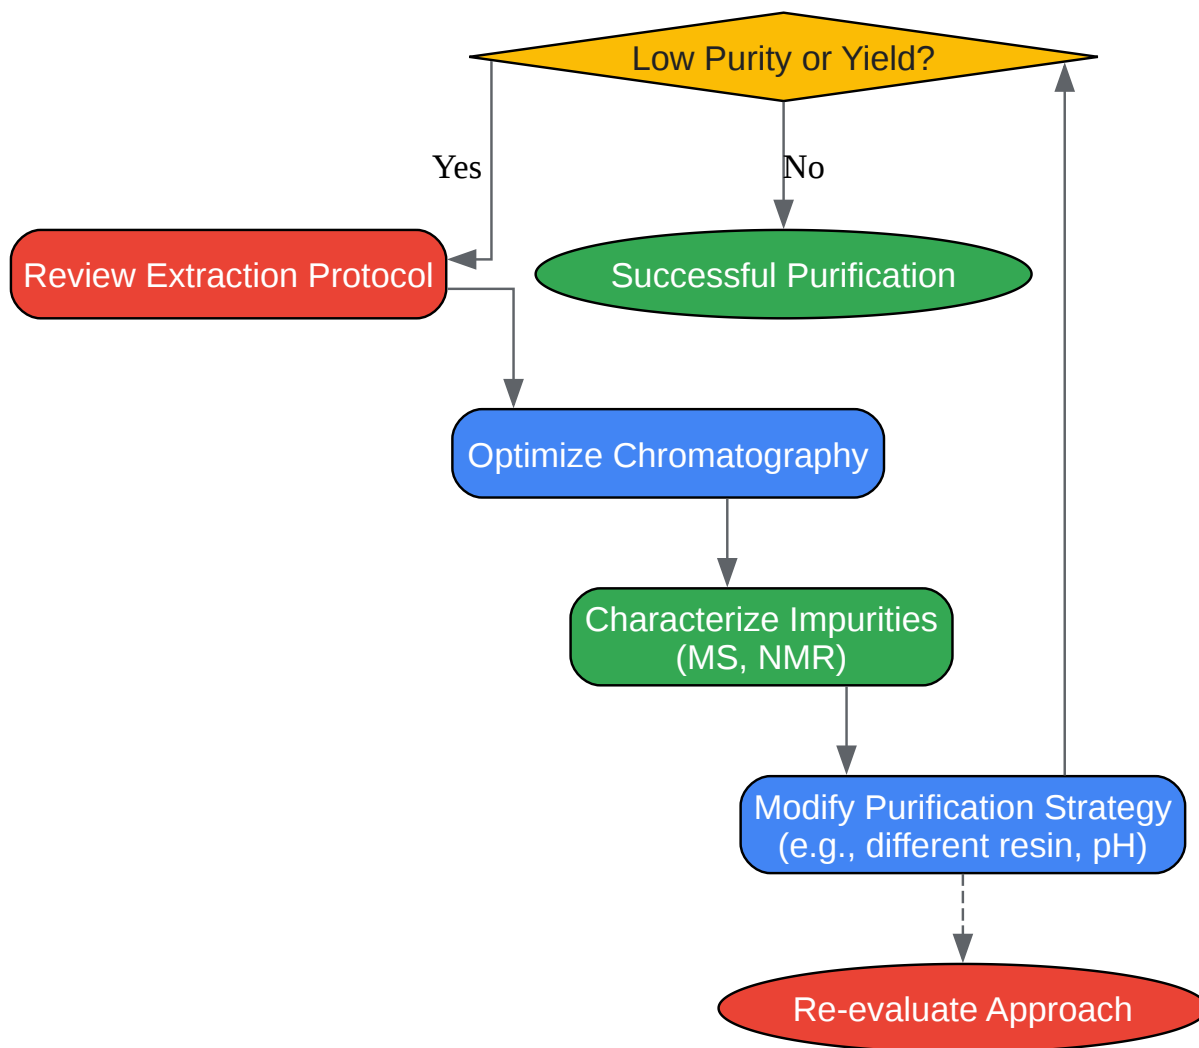 Low Purity or Yield?
Yes
No
Review Extraction Protocol
Successful Purification
Optimize Chromatography
Characterize Impurities
(MS, NMR)
Modify Purification Strategy
(e.g., different resin, pH)
Re-evaluate Approach